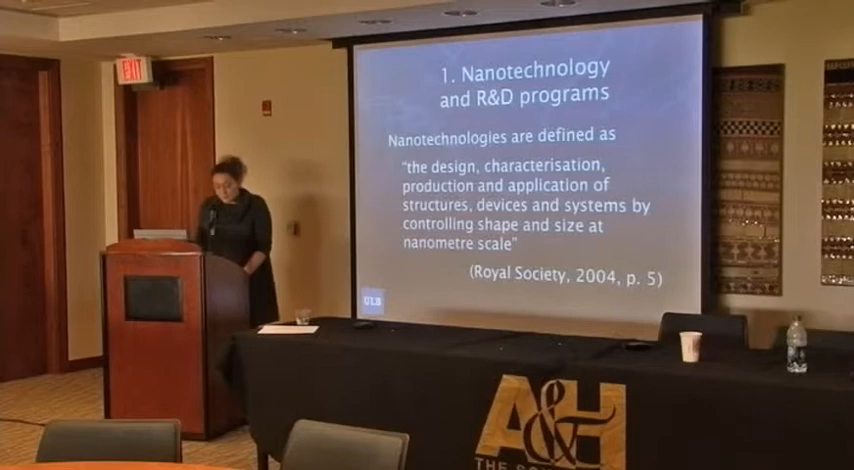 EXIT
1. Nanotechnology
and R&D programs
Nanotechnologies are defined as
"the design, characterisation,
production and application of
structures, devices and systems by
controlling shape and size at
nanometre scale"
(Royal Society, 2004, p. 5)
ULB
A&H
THE